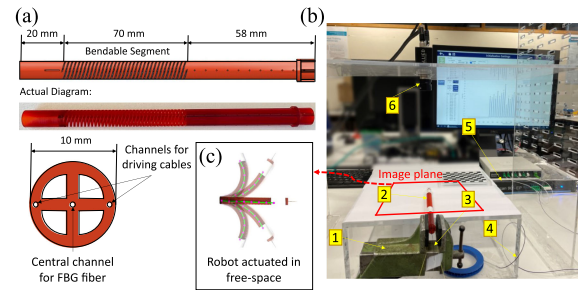 (a)
20 mm
70 mm
58 mm
Bendable Segment
Actual Diagram:
10 mm
Channels for
driving cables
Central channel
for FBG fiber
(c)
Robot actuated in
free-space
(b)
6
5
Image plane
2
3
1
4